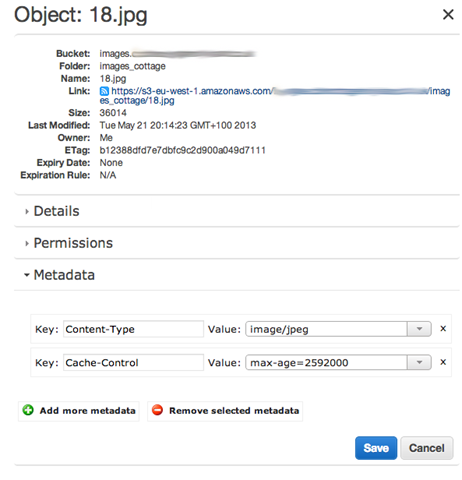 Object: 18.jpg
Bucket: images.
Folder: images_cottage
Name: 18.jpg
Link: https://s3-eu-west-1.amazonaws.com/ /imag
es_cottage/18.jpg
Size: 36014
Last Modified: Tue May 21 20:14:23 GMT+100 2013
Owner: Me
ETag: b12388dfd7e7dbfc9c2d900a049d7111
Expiry Date: None
Expiration Rule: N/A
Details
Permissions
Metadata
Key: Content-Type Value: image/jpeg x
Key: Cache-Control Value: max-age=2592000 x
Add more metadata Remove selected metadata
Save Cancel